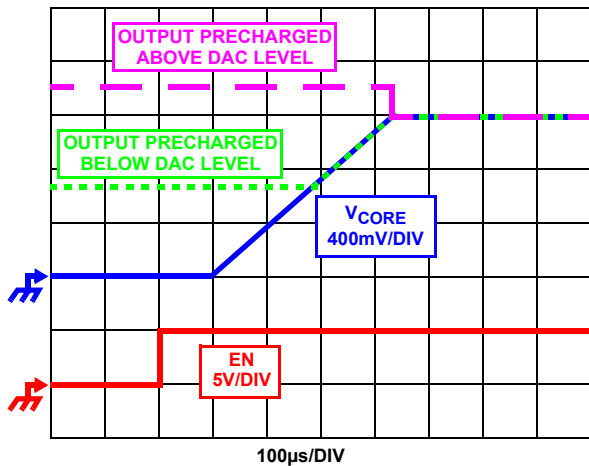 OUTPUT PRECHARGED
ABOVE DAC LEVEL
OUTPUT PRECHARGED
BELOW DAC LEVEL
VCORE
400mV/DIV
EN
5V/DIV
100µs/DIV